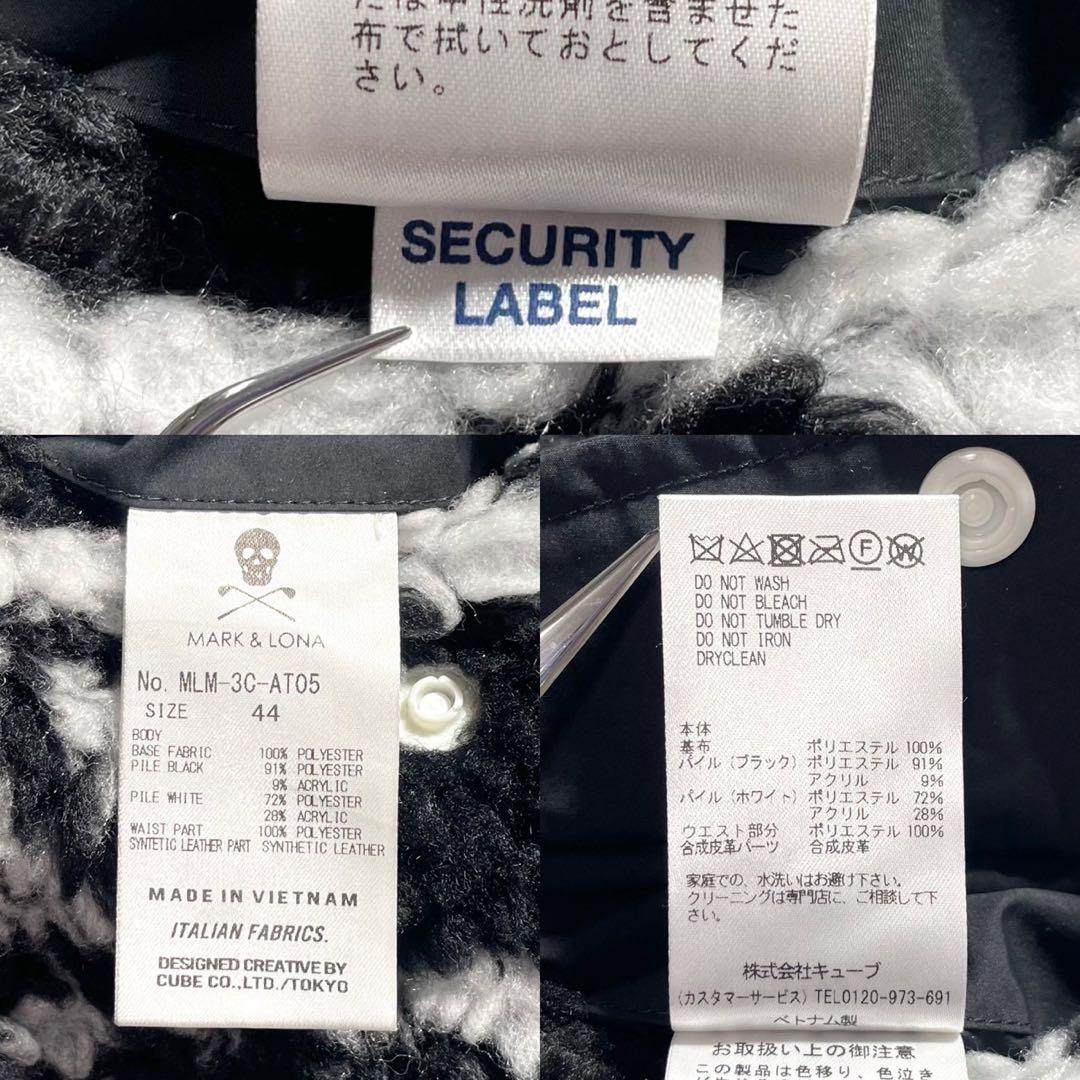 布で拭いておとしてくだ
さい。
SECURITY
LABEL
MARK & LONA
No. MLM-3C-AT05
SIZE 44
BODY
BASE FABRIC 100% POLYESTER
PILE BLACK 91% POLYESTER
9% ACRYLIC
PILE WHITE 72% POLYESTER
28% ACRYLIC
WAIST PART 100% POLYESTER
SYNTETIC LEATHER PART SYNTHETIC LEATHER
MADE IN VIETNAM
ITALIAN FABRICS.
DESIGNED CREATIVE BY
CUBE CO.,LTD./TOKYO
F W
DO NOT WASH
DO NOT BLEACH
DO NOT TUMBLE DRY
DO NOT IRON
DRYCLEAN
本体
基布 ポリエステル 100%
パイル(ブラック) ポリエステル 91%
アクリル 9%
パイル(ホワイト) ポリエステル 72%
アクリル 28%
ウエスト部分 ポリエステル 100%
合成皮革パーツ 合成皮革
家庭での、水洗いはお避け下さい。
クリーニングは専門店に、ご相談して下
さい。
株式会社キューブ
(カスタマーサービス) TEL0120-973-691
ベトナム製
お取扱い上の御注意
この製品は色移り、色泣き